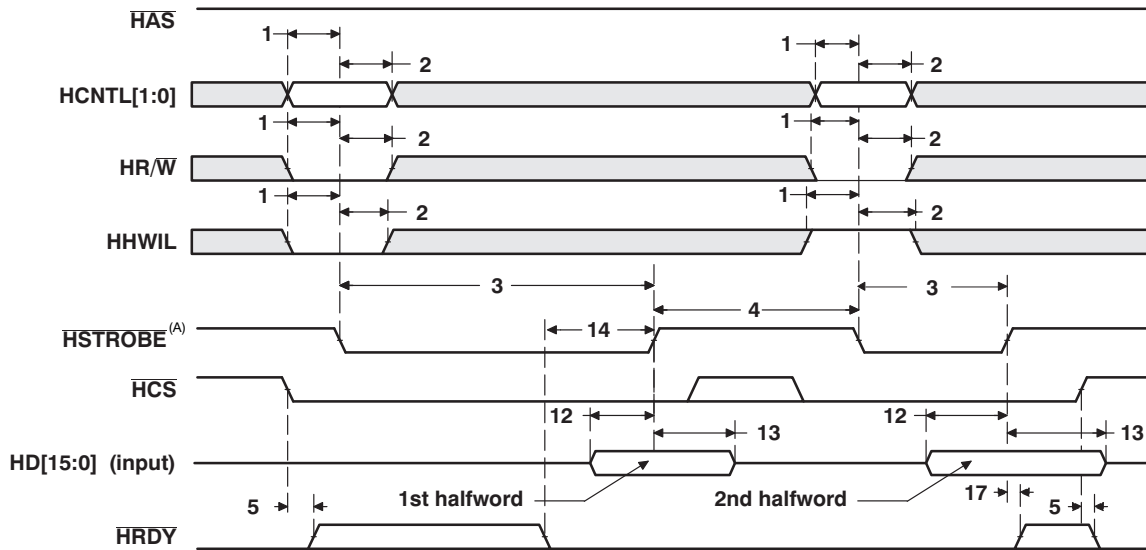 HAS
1
1
2
2
HCNTL[1:0]
1
1
2
2
HR/W
1
1
2
2
HHWIL
3
3
4
HSTROBE(A)
14
HCS
12
12
13
13
HD[15:0] (input)
1st halfword
2nd halfword
17
5
5
HRDY